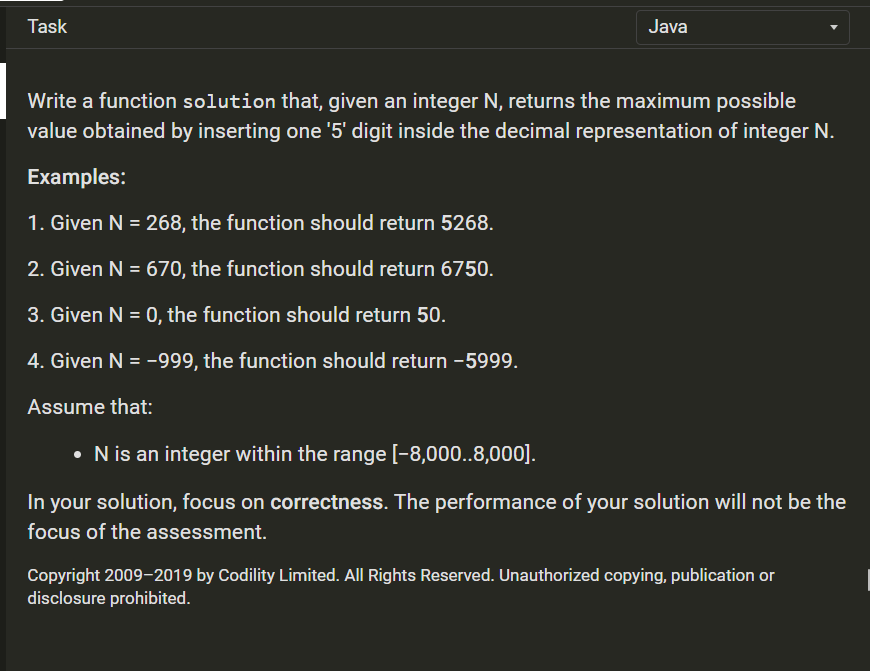 Task
Java
Write a function solution that, given an integer N, returns the maximum possible
value obtained by inserting one '5' digit inside the decimal representation of integer N.
Examples:
1. Given N = 268, the function should return 5268.
2. Given N = 670, the function should return 6750.
3. Given N = 0, the function should return 50.
4. Given N = −999, the function should return −5999.
Assume that:
• N is an integer within the range [−8,000..8,000].
In your solution, focus on correctness. The performance of your solution will not be the
focus of the assessment.
Copyright 2009–2019 by Codility Limited. All Rights Reserved. Unauthorized copying, publication or
disclosure prohibited.